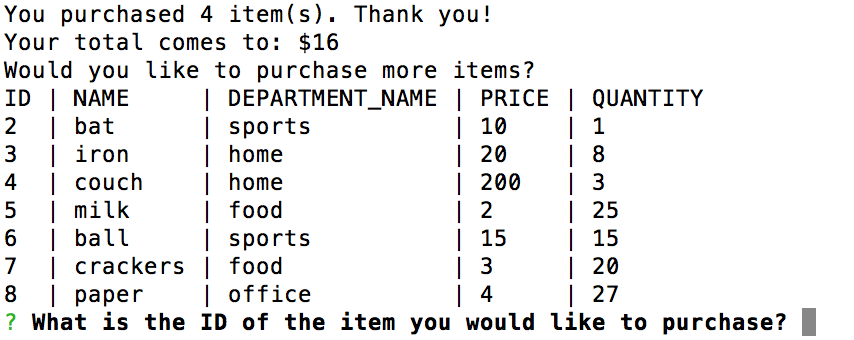 You purchased 4 item(s). Thank you!
Your total comes to: $16
Would you like to purchase more items?
ID | NAME     | DEPARTMENT_NAME | PRICE | QUANTITY
2  | bat      | sports          | 10    | 1
3  | iron     | home            | 20    | 8
4  | couch    | home            | 200   | 3
5  | milk     | food            | 2     | 25
6  | ball     | sports          | 15    | 15
7  | crackers | food            | 3     | 20
8  | paper    | office          | 4     | 27
? What is the ID of the item you would like to purchase?